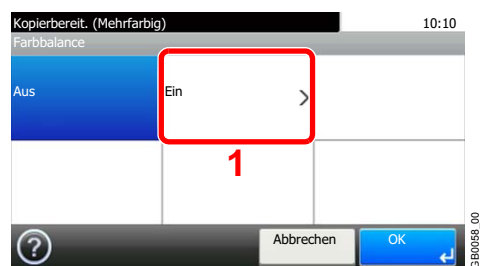 Kopierbereit. (Mehrfarbig) 10:10
Farbbalance
Aus Ein
1
? Abbrechen OK
GB0058_00